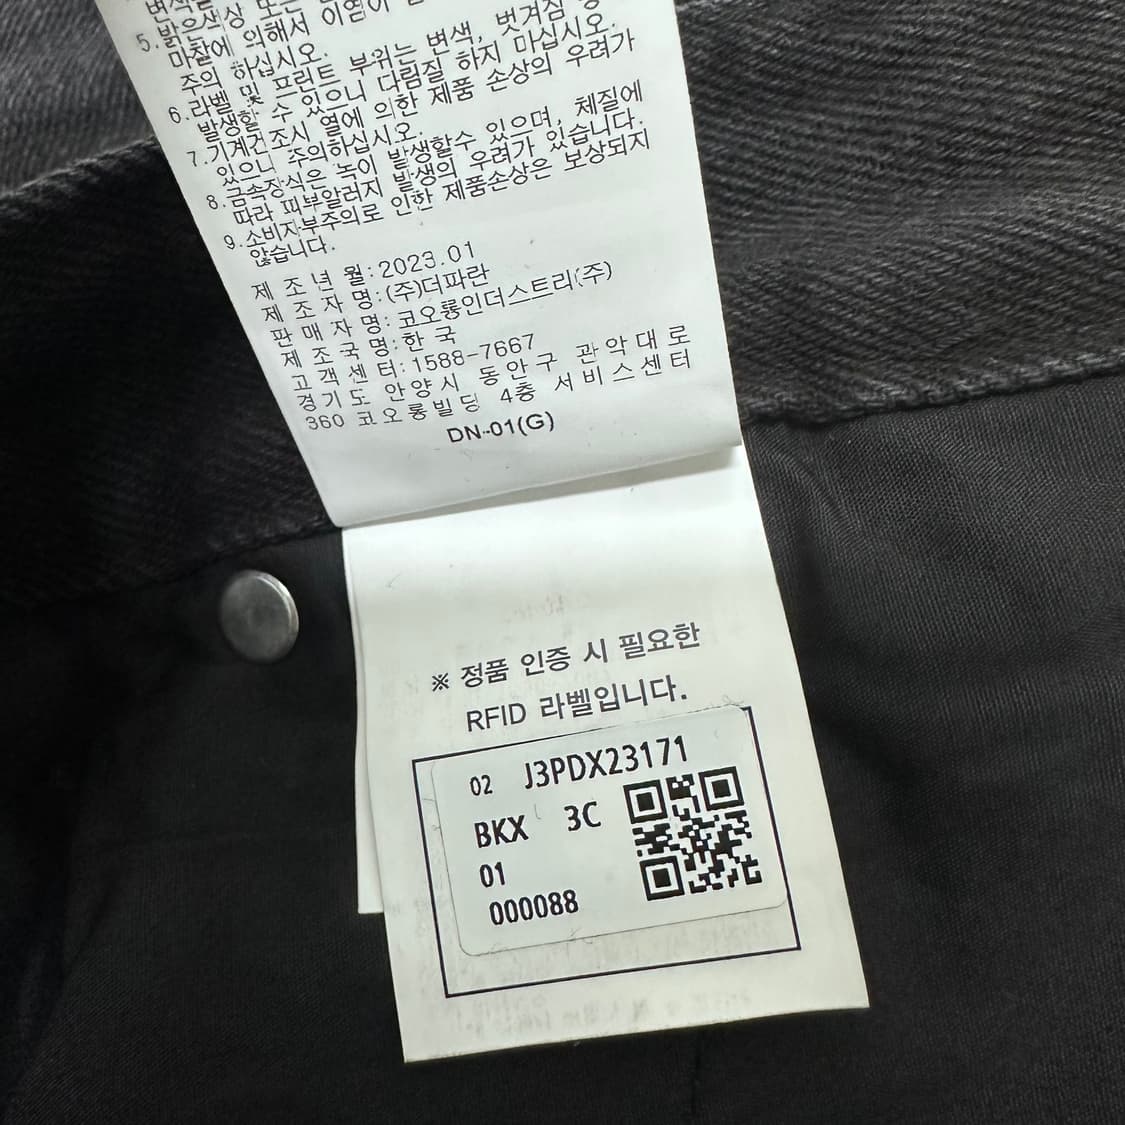 5.밝은색상 또는
마찰에 의해서 이염이
주의 하십시오.
6.라벨 및 프린트 부위는 변색, 벗겨짐
발생할 수 있으니 다림질 하지 마십시오.
7.기계건조시 열에 의한 제품 손상의 우려가
있으니 주의하십시오.
8.금속장식은 녹이 발생할수 있으며, 체질에
따라 피부알러지 발생의 우려가 있습니다.
9.소비자부주의로 인한 제품손상은 보상되지
않습니다.
제 조 년 월:2023.01
제 조 자 명:(주)더파란
판 매 자 명:코오롱인더스트리(주)
제 조 국 명:한 국
고 객 센 터:1588-7667
경 기 도 안 양 시 동 안 구 관 악 대 로
360 코 오 롱 빌 딩 4층 서 비 스 센 터
DN-01(G)
※ 정품 인증 시 필요한
RFID 라벨입니다.
02 J3PDX23171
BKX 3C
01
000088